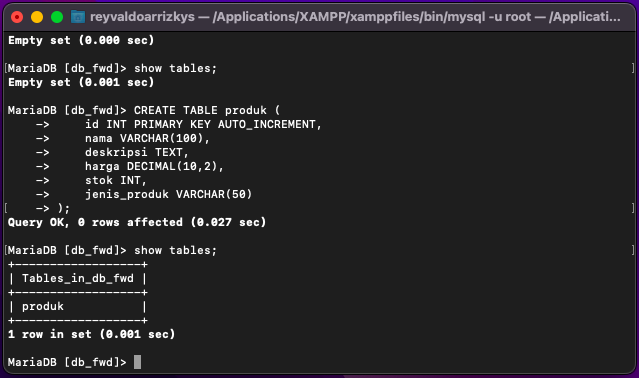 reyvaldoarrizkys — /Applications/XAMPP/xamppfiles/bin/mysql -u root — /Applicati...
Empty set (0.000 sec)
[MariaDB [db_fwd]> show tables; ]
Empty set (0.001 sec)
MariaDB [db_fwd]> CREATE TABLE produk (
    ->     id INT PRIMARY KEY AUTO_INCREMENT,
    ->     nama VARCHAR(100),
    ->     deskripsi TEXT,
    ->     harga DECIMAL(10,2),
    ->     stok INT,
    ->     jenis_produk VARCHAR(50)
[    -> ); ]
Query OK, 0 rows affected (0.027 sec)
[MariaDB [db_fwd]> show tables; ]
+------------------+
| Tables_in_db_fwd |
+------------------+
| produk           |
+------------------+
1 row in set (0.001 sec)
MariaDB [db_fwd]>